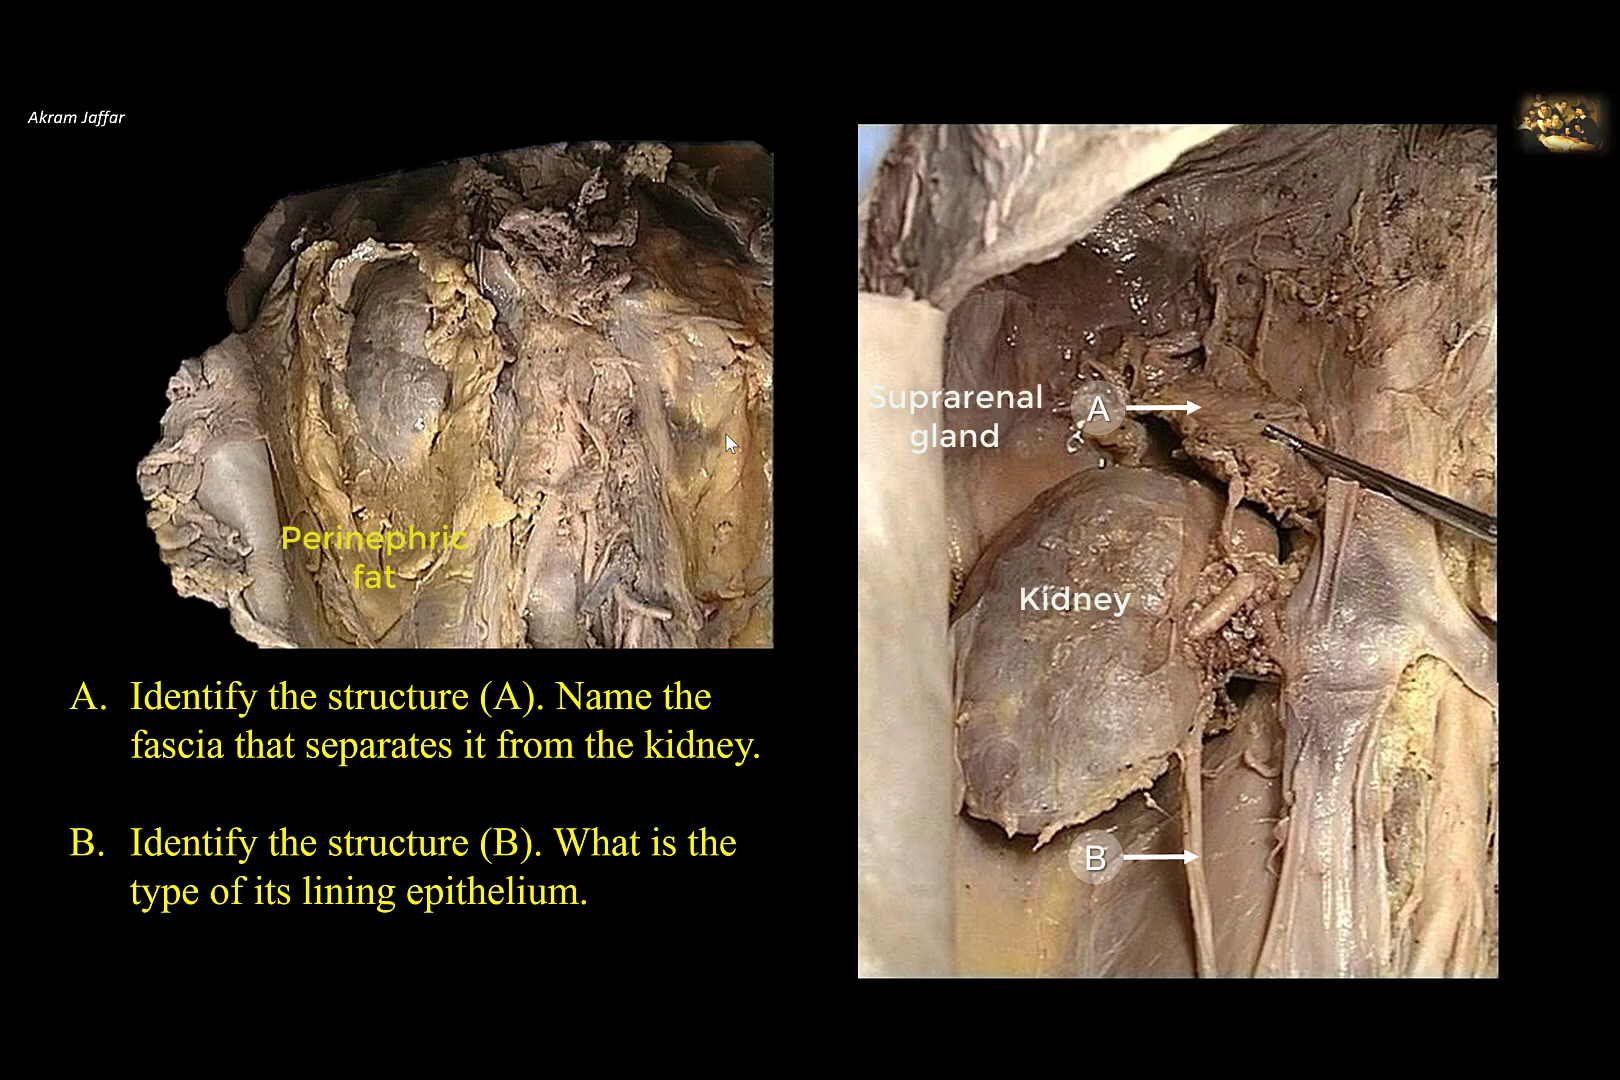 Akram Jaffar
Suprarenal
gland
A
Kidney
B
Perinephric
fat
A. Identify the structure (A). Name the
fascia that separates it from the kidney.
B. Identify the structure (B). What is the
type of its lining epithelium.